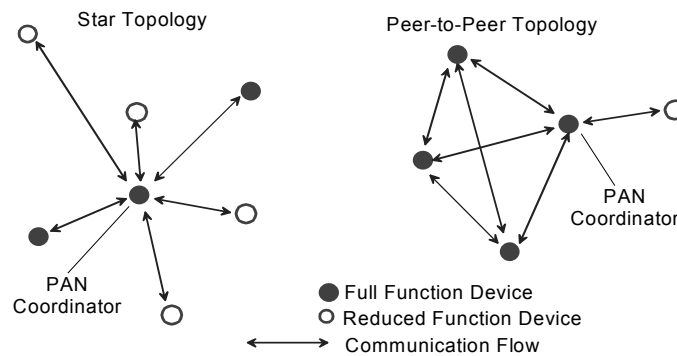 Star Topology
Peer-to-Peer Topology
PAN
Coordinator
PAN
Coordinator
Full Function Device
Reduced Function Device
Communication Flow